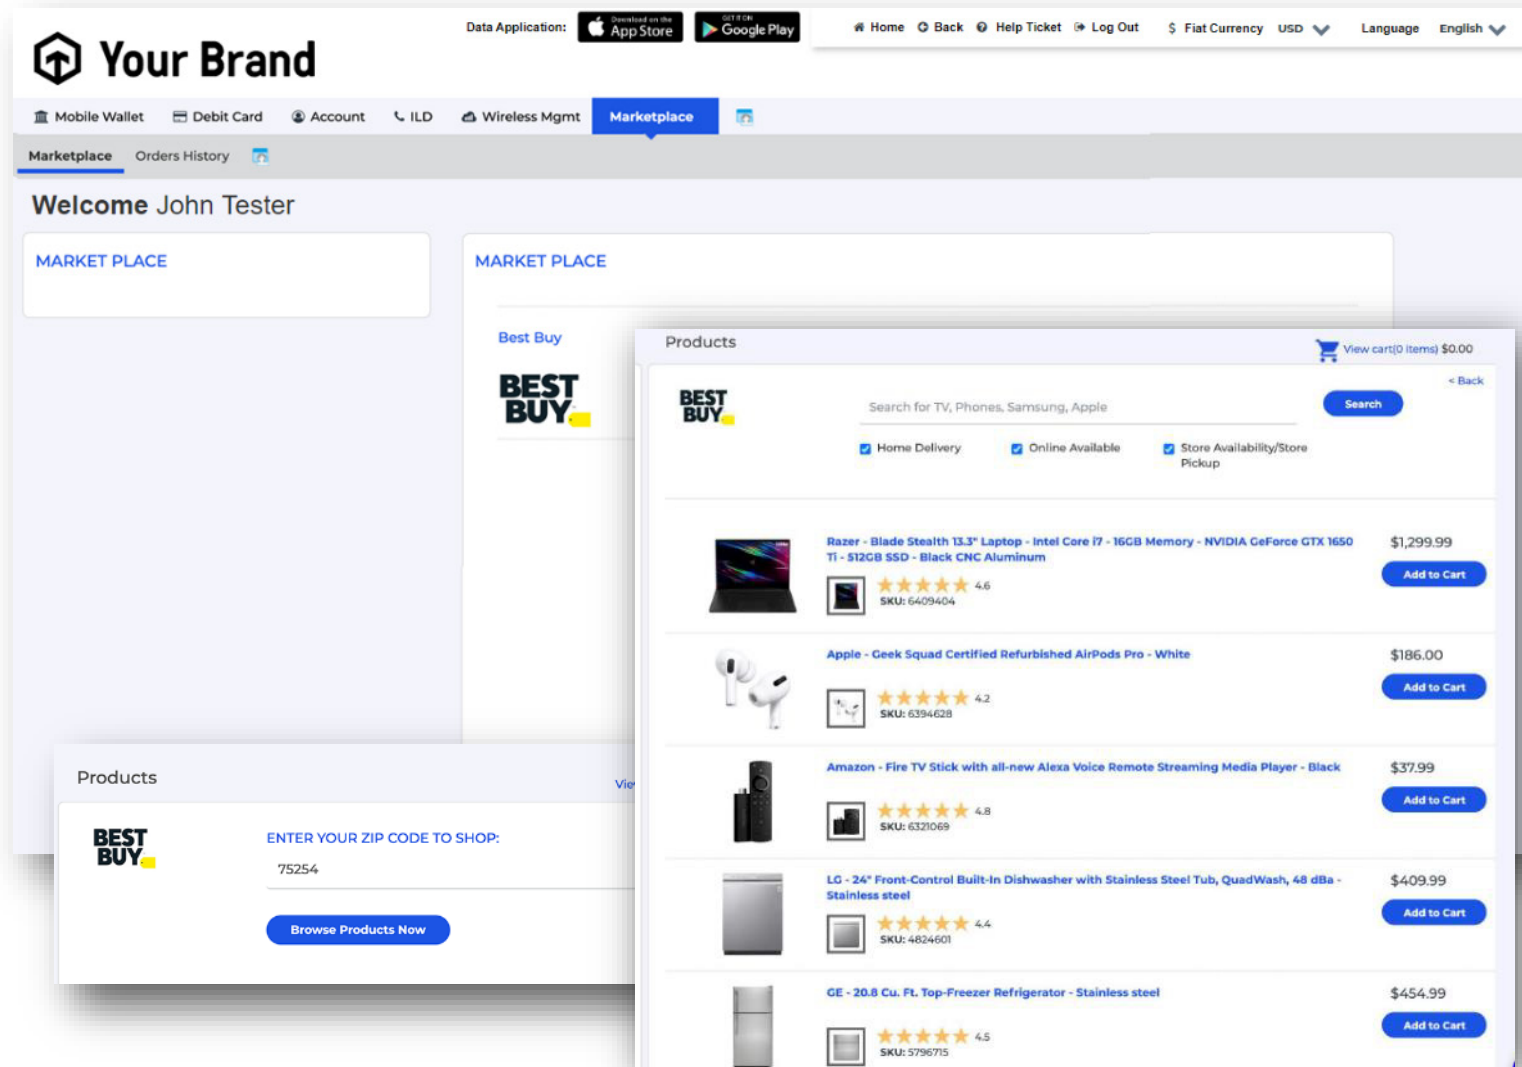 Data Application:
Download on the
App Store
GET IT ON
Google Play
Home Back Help Ticket Log Out $ Fiat Currency USD Language English
Your Brand
Mobile Wallet Debit Card Account ILD Wireless Mgmt Marketplace
Marketplace Orders History
Welcome John Tester
MARKET PLACE
MARKET PLACE
Best Buy
BEST
BUY
Products
View cart(0 items) $0.00
< Back
BEST
BUY
Search for TV, Phones, Samsung, Apple
Search
Home Delivery Online Available Store Availability/Store
Pickup
Razer - Blade Stealth 13.3" Laptop - Intel Core i7 - 16GB Memory - NVIDIA GeForce GTX 1650
Ti - 512GB SSD - Black CNC Aluminum
$1,299.99
Add to Cart
4.6
SKU: 6409404
Apple - Geek Squad Certified Refurbished AirPods Pro - White
$186.00
Add to Cart
4.2
SKU: 6394628
Amazon - Fire TV Stick with all-new Alexa Voice Remote Streaming Media Player - Black
$37.99
Add to Cart
4.8
SKU: 6321069
LG - 24" Front-Control Built-In Dishwasher with Stainless Steel Tub, QuadWash, 48 dBa -
Stainless steel
$409.99
Add to Cart
4.4
SKU: 4824601
GE - 20.8 Cu. Ft. Top-Freezer Refrigerator - Stainless steel
$454.99
Add to Cart
4.5
SKU: 5796715
Products
Vie
BEST
BUY
ENTER YOUR ZIP CODE TO SHOP:
75254
Browse Products Now